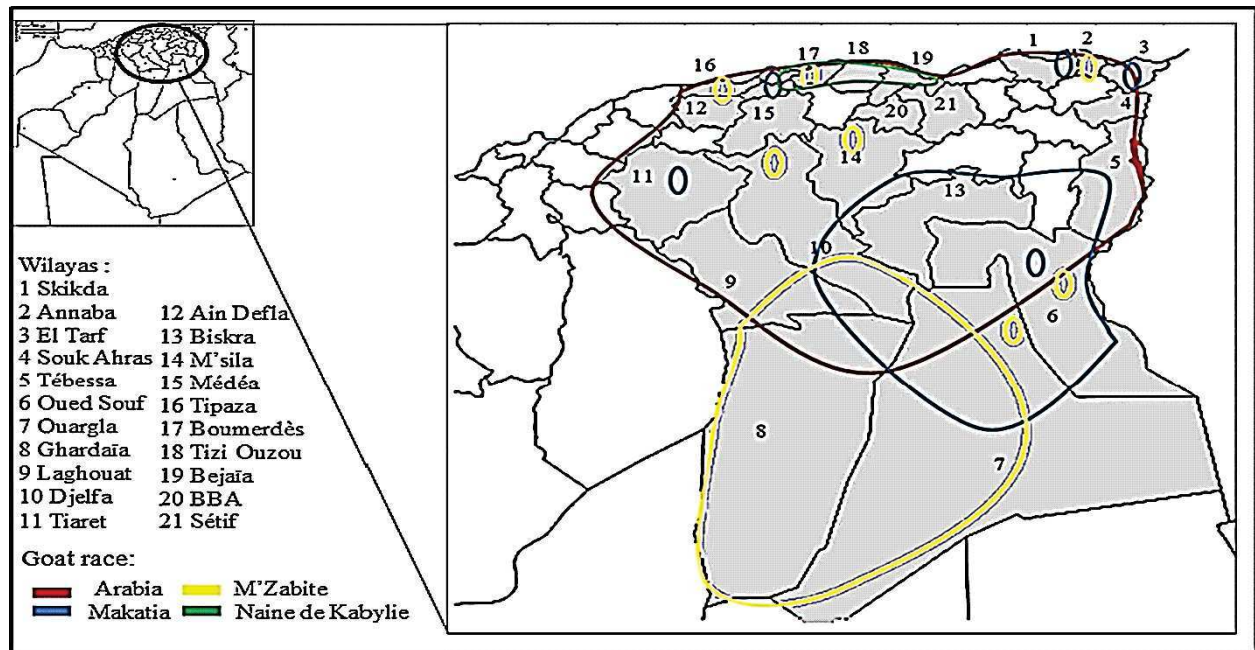 16
17
18
19
1
2
3
12
15
20
21
4
14
11
13
5
10
9
6
8
7
Wilayas :
1 Skikda
2 Annaba
3 El Tarf
4 Souk Ahras
5 Tébessa
6 Oued Souf
7 Ouargla
8 Ghardaïa
9 Laghouat
10 Djelfa
11 Tiaret
12 Ain Defla
13 Biskra
14 M'sila
15 Médéa
16 Tipaza
17 Boumerdès
18 Tizi Ouzou
19 Bejaïa
20 BBA
21 Sétif
Goat race:
Arabia
M'Zabite
Makatia
Naine de Kabylie